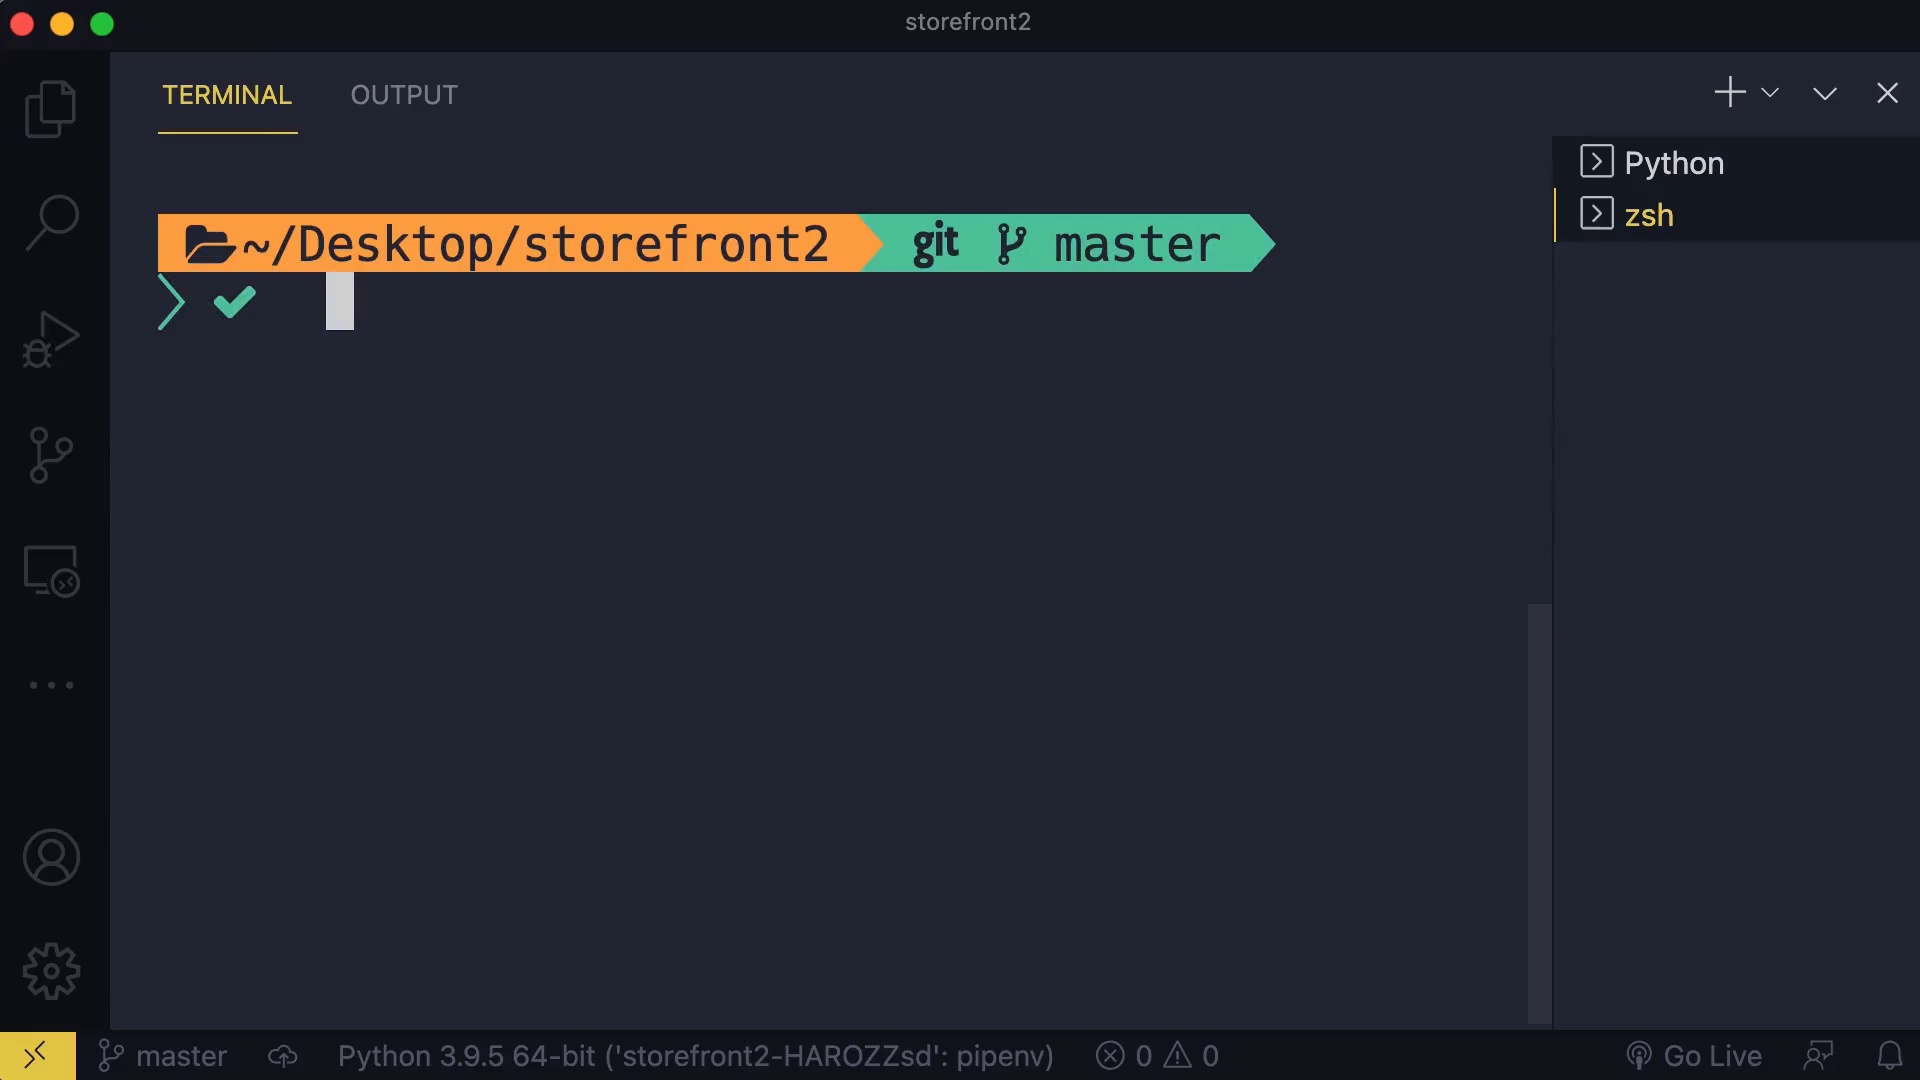 storefront2
TERMINAL OUTPUT
Python
zsh
~/Desktop/storefront2 git master
master Python 3.9.5 64-bit ('storefront2-HAROZZsd': pipenv) 0 0 Go Live